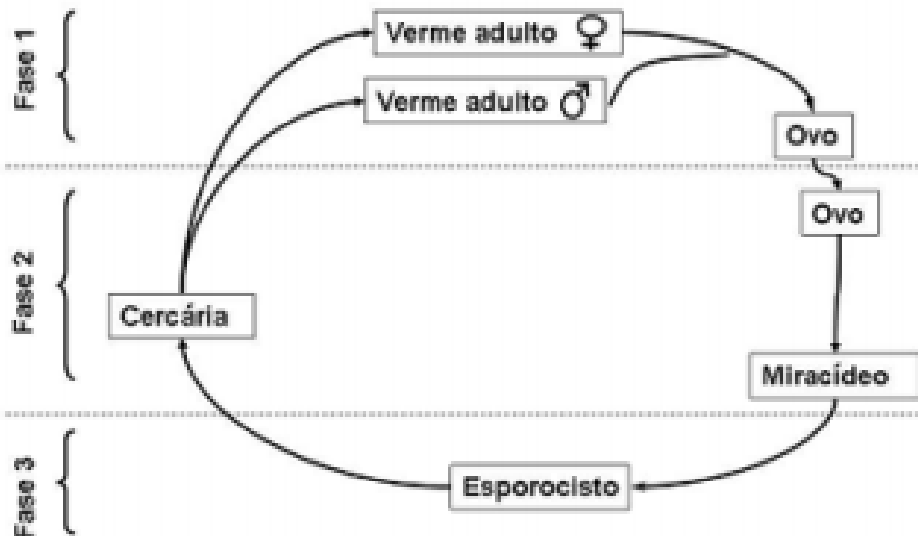 Fase 1
Verme adulto ♀
Verme adulto ♂
Ovo
Fase 2
Ovo
Cercária
Miracídeo
Fase 3
Esporocisto